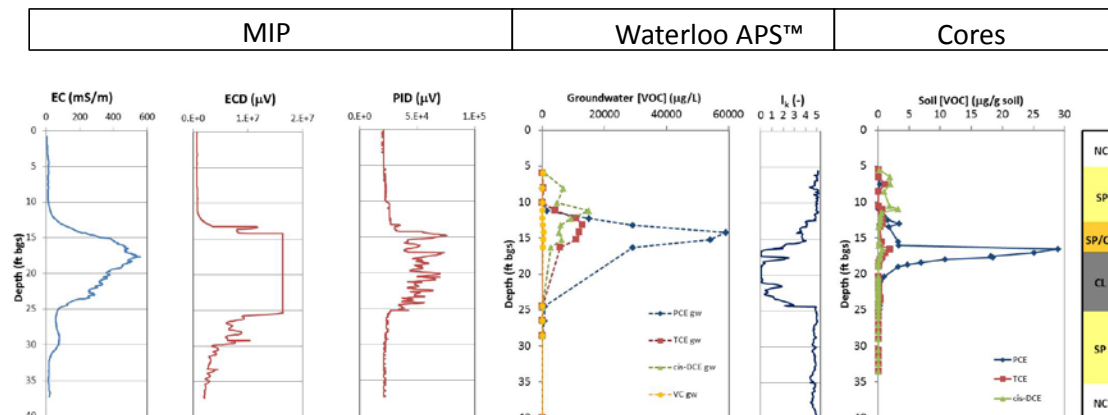 MIP
Waterloo APS™
Cores
EC (mS/m)
0 200 400 600
ECD (µV)
0.E+0 1.E+7 2.E+7
PID (µV)
0.E+0 5.E+4 1.E+5
Groundwater [VOC] (µg/L)
0 20000 40000 60000
Iₖ (-)
0 1 2 3 4 5
Soil [VOC] (µg/g soil)
0 5 10 15 20 25 30
Depth (ft bgs)
0
5
10
15
20
25
30
35
40
Depth (ft bgs)
0
5
10
15
20
25
30
35
40
PCE gw
TCE gw
cis-DCE gw
VC gw
Depth (ft bgs)
0
5
10
15
20
25
30
35
40
PCE
TCE
cis-DCE
NC
SP
SP/C
CL
SP
NC